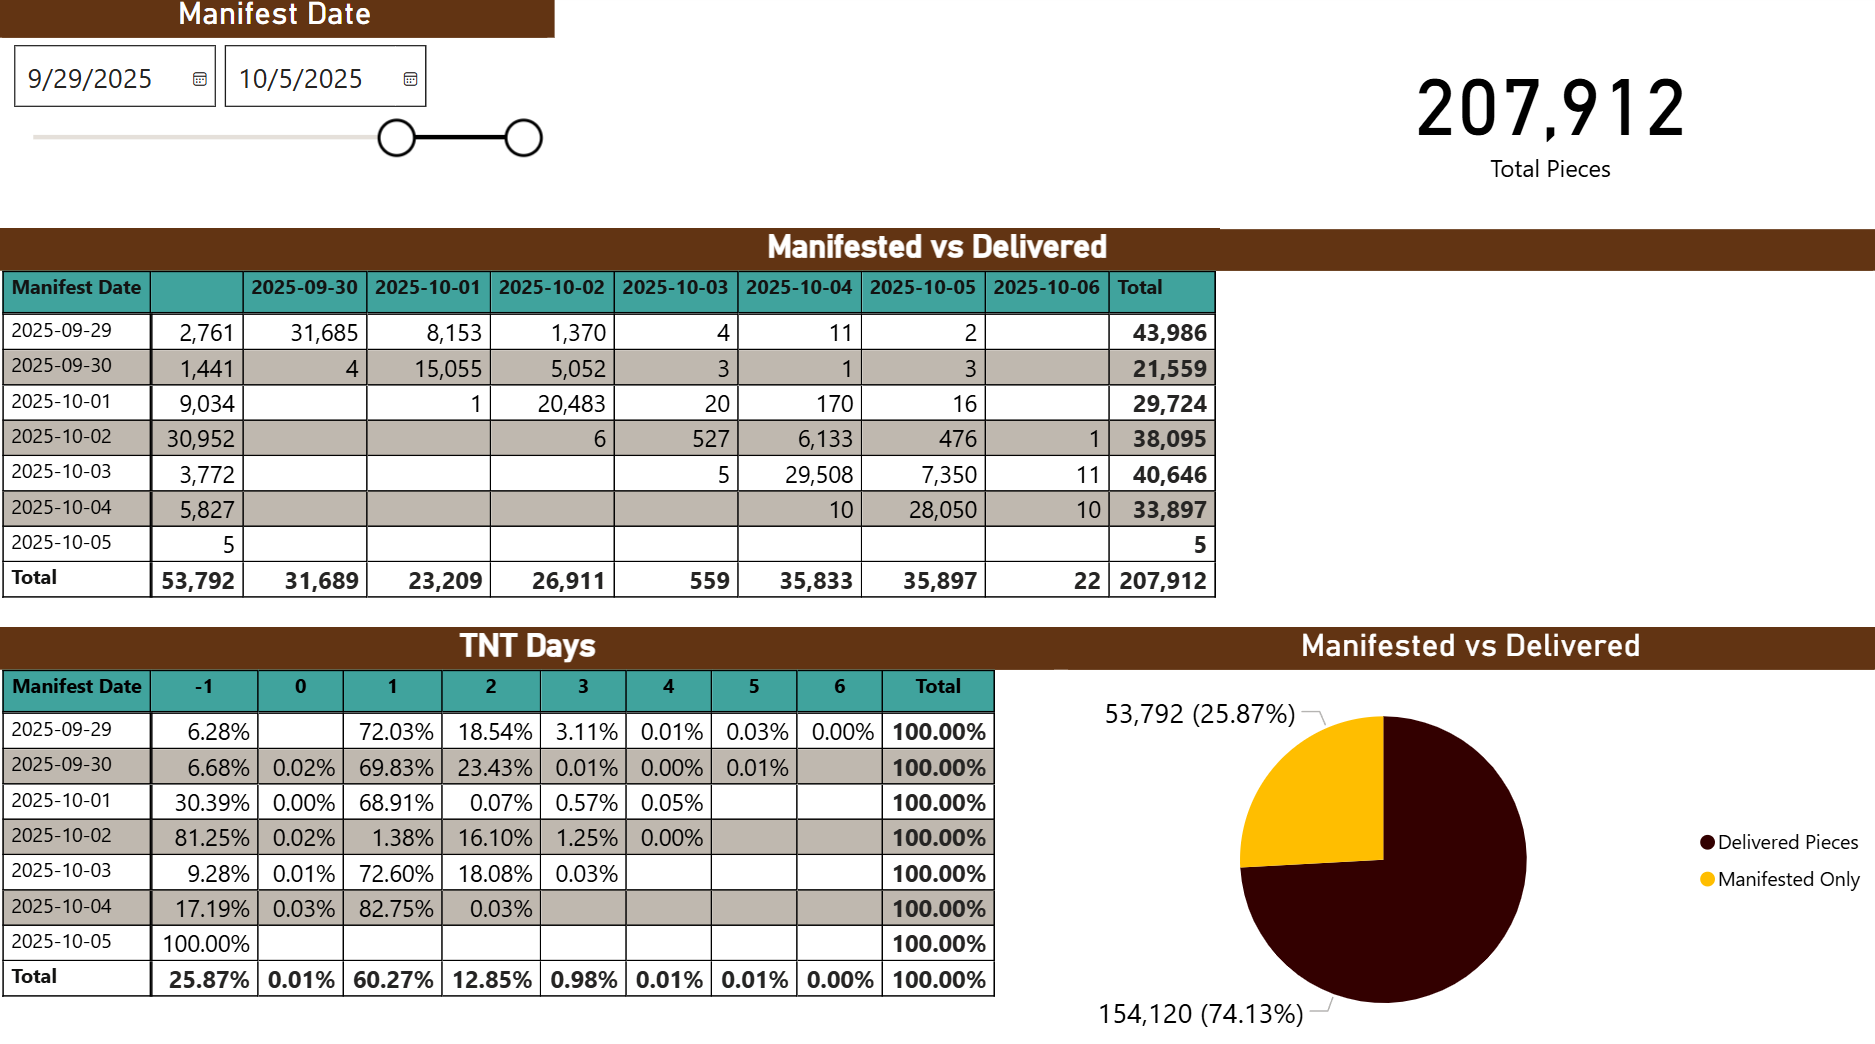 Manifest Date
9/29/2025 10/5/2025
207,912
Total Pieces
Manifested vs Delivered
Manifest Date 2025-09-30 2025-10-01 2025-10-02 2025-10-03 2025-10-04 2025-10-05 2025-10-06 Total
2025-09-29 2,761 31,685 8,153 1,370 4 11 2 43,986
2025-09-30 1,441 4 15,055 5,052 3 1 3 21,559
2025-10-01 9,034 1 20,483 20 170 16 29,724
2025-10-02 30,952 6 527 6,133 476 1 38,095
2025-10-03 3,772 5 29,508 7,350 11 40,646
2025-10-04 5,827 10 28,050 10 33,897
2025-10-05 5 5
Total 53,792 31,689 23,209 26,911 559 35,833 35,897 22 207,912
TNT Days
Manifest Date -1 0 1 2 3 4 5 6 Total
2025-09-29 6.28% 72.03% 18.54% 3.11% 0.01% 0.03% 0.00% 100.00%
2025-09-30 6.68% 0.02% 69.83% 23.43% 0.01% 0.00% 0.01% 100.00%
2025-10-01 30.39% 0.00% 68.91% 0.07% 0.57% 0.05% 100.00%
2025-10-02 81.25% 0.02% 1.38% 16.10% 1.25% 0.00% 100.00%
2025-10-03 9.28% 0.01% 72.60% 18.08% 0.03% 100.00%
2025-10-04 17.19% 0.03% 82.75% 0.03% 100.00%
2025-10-05 100.00% 100.00%
Total 25.87% 0.01% 60.27% 12.85% 0.98% 0.01% 0.01% 0.00% 100.00%
Manifested vs Delivered
53,792 (25.87%)
Delivered Pieces
Manifested Only
154,120 (74.13%)